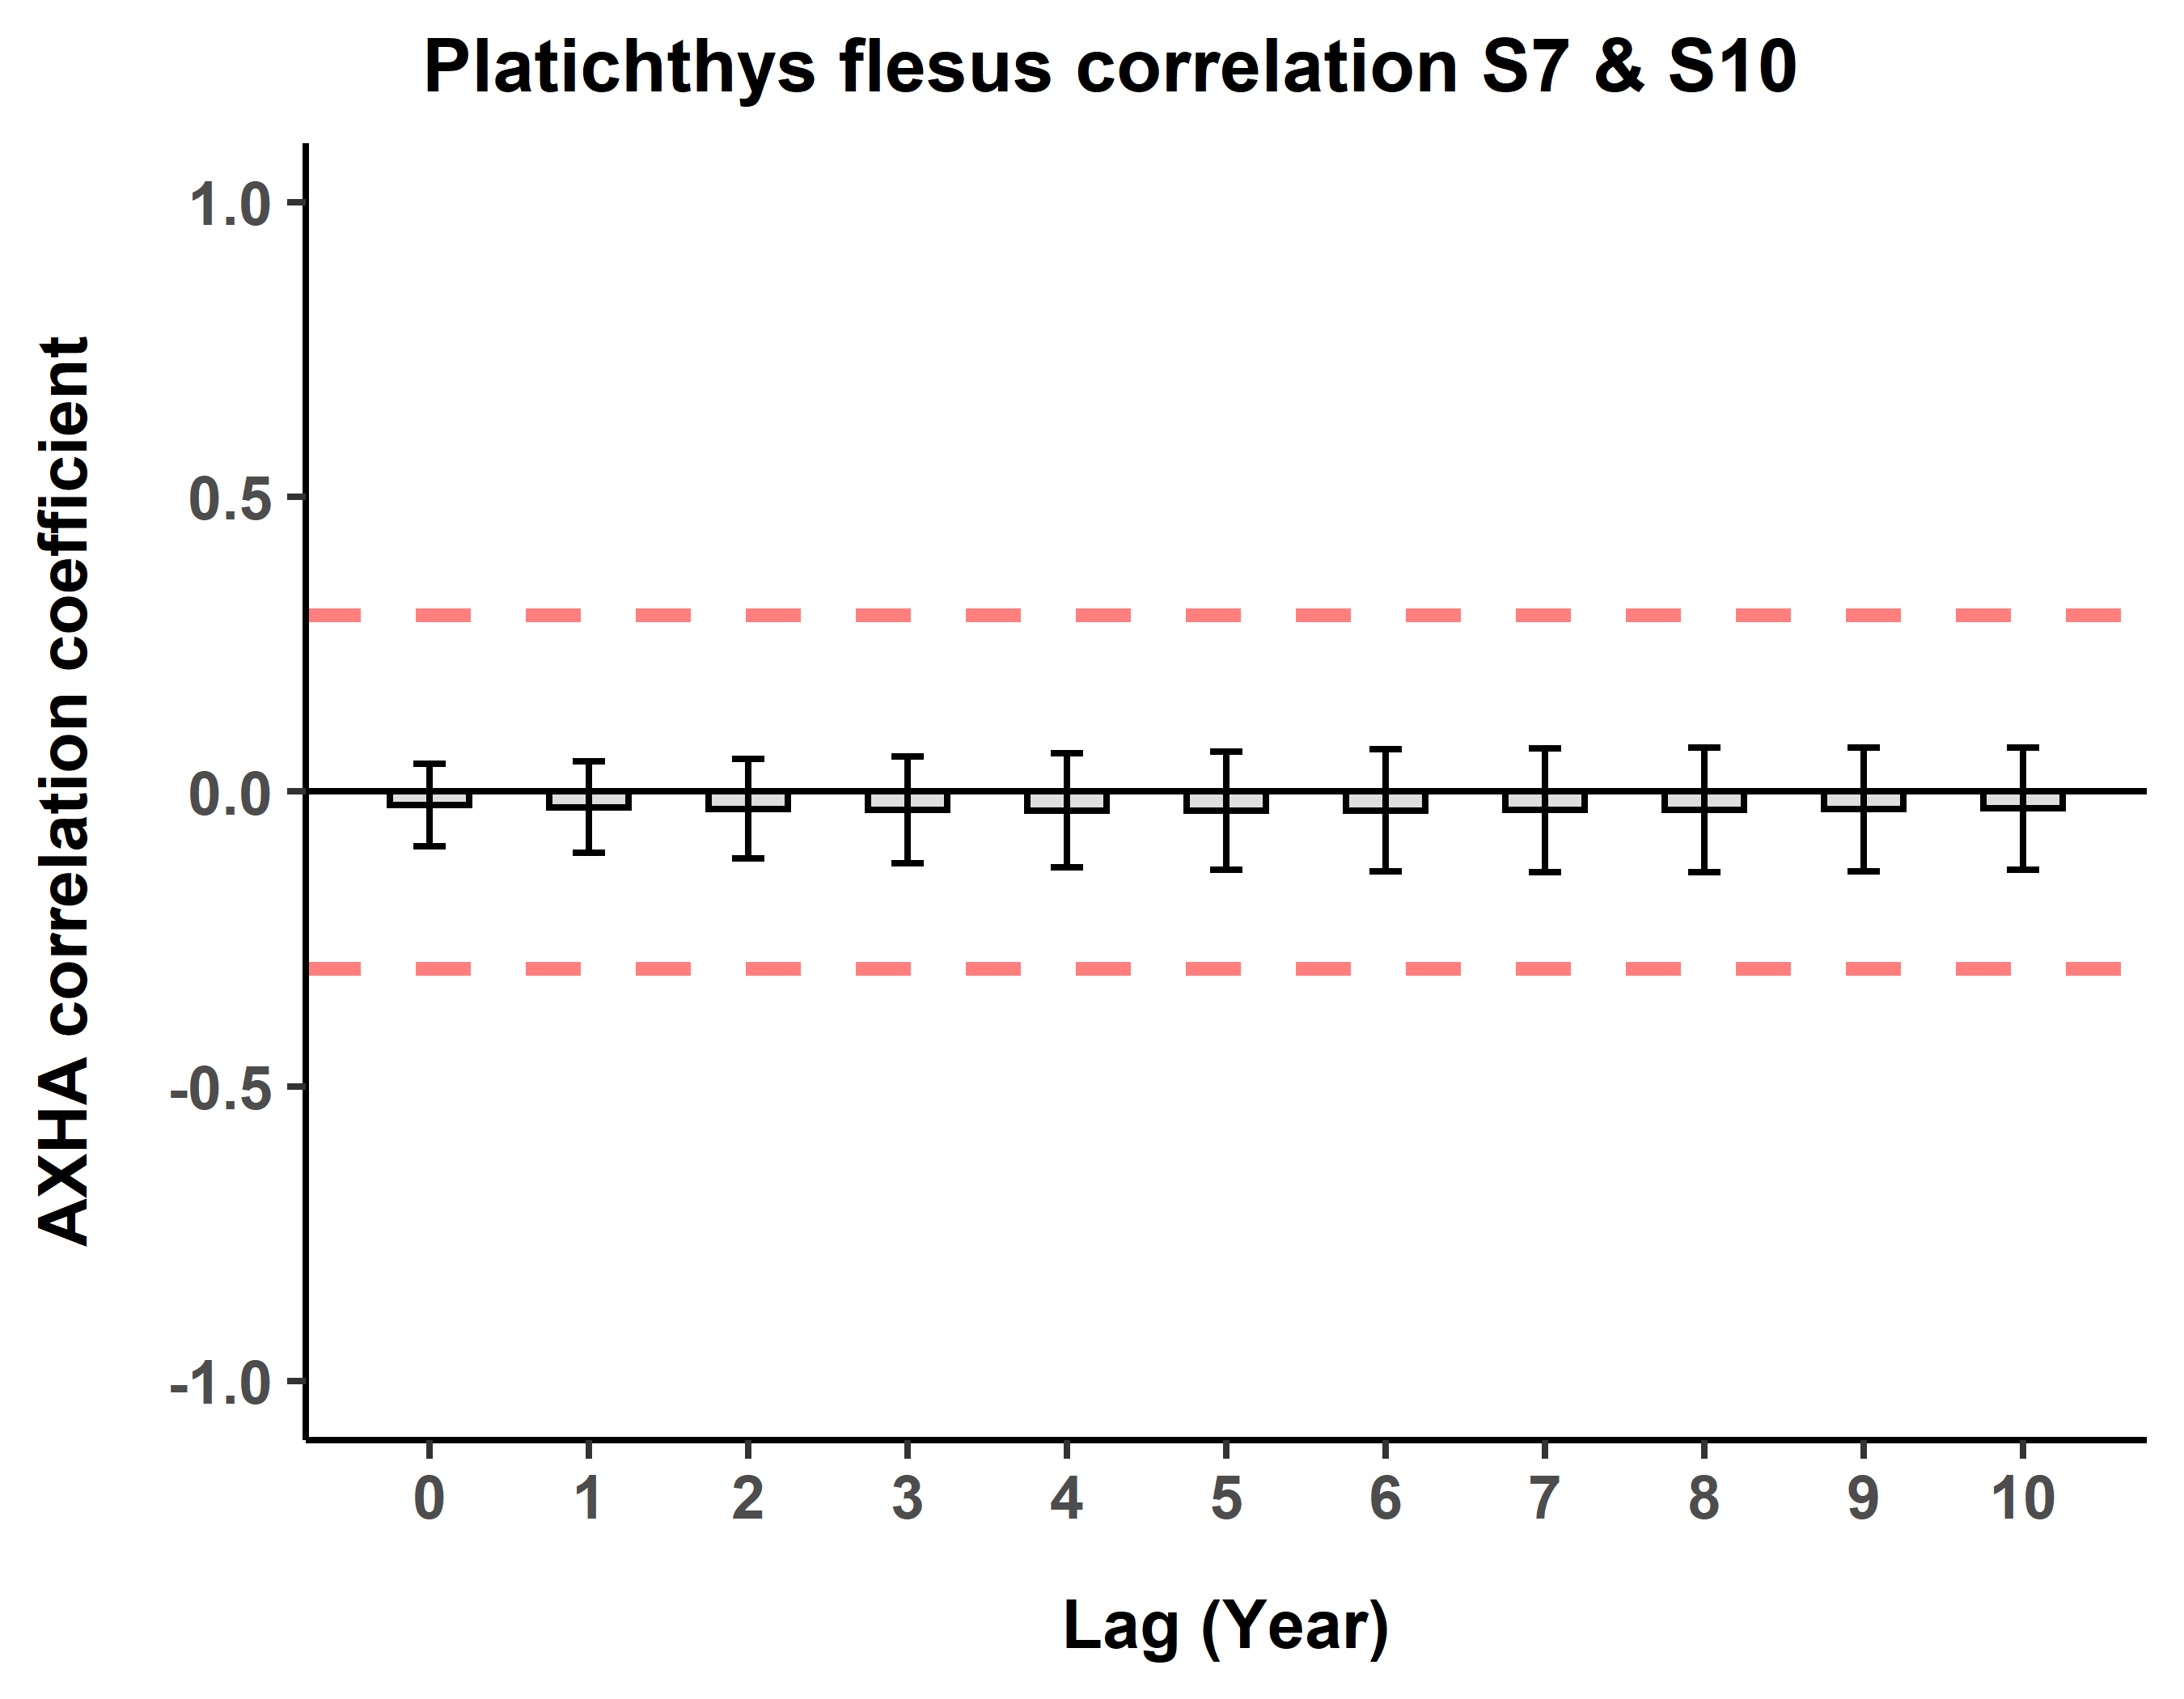 Platichthys flesus correlation S7 & S10
AXHA correlation coefficient
1.0
0.5
0.0
-0.5
-1.0
0 1 2 3 4 5 6 7 8 9 10
Lag (Year)